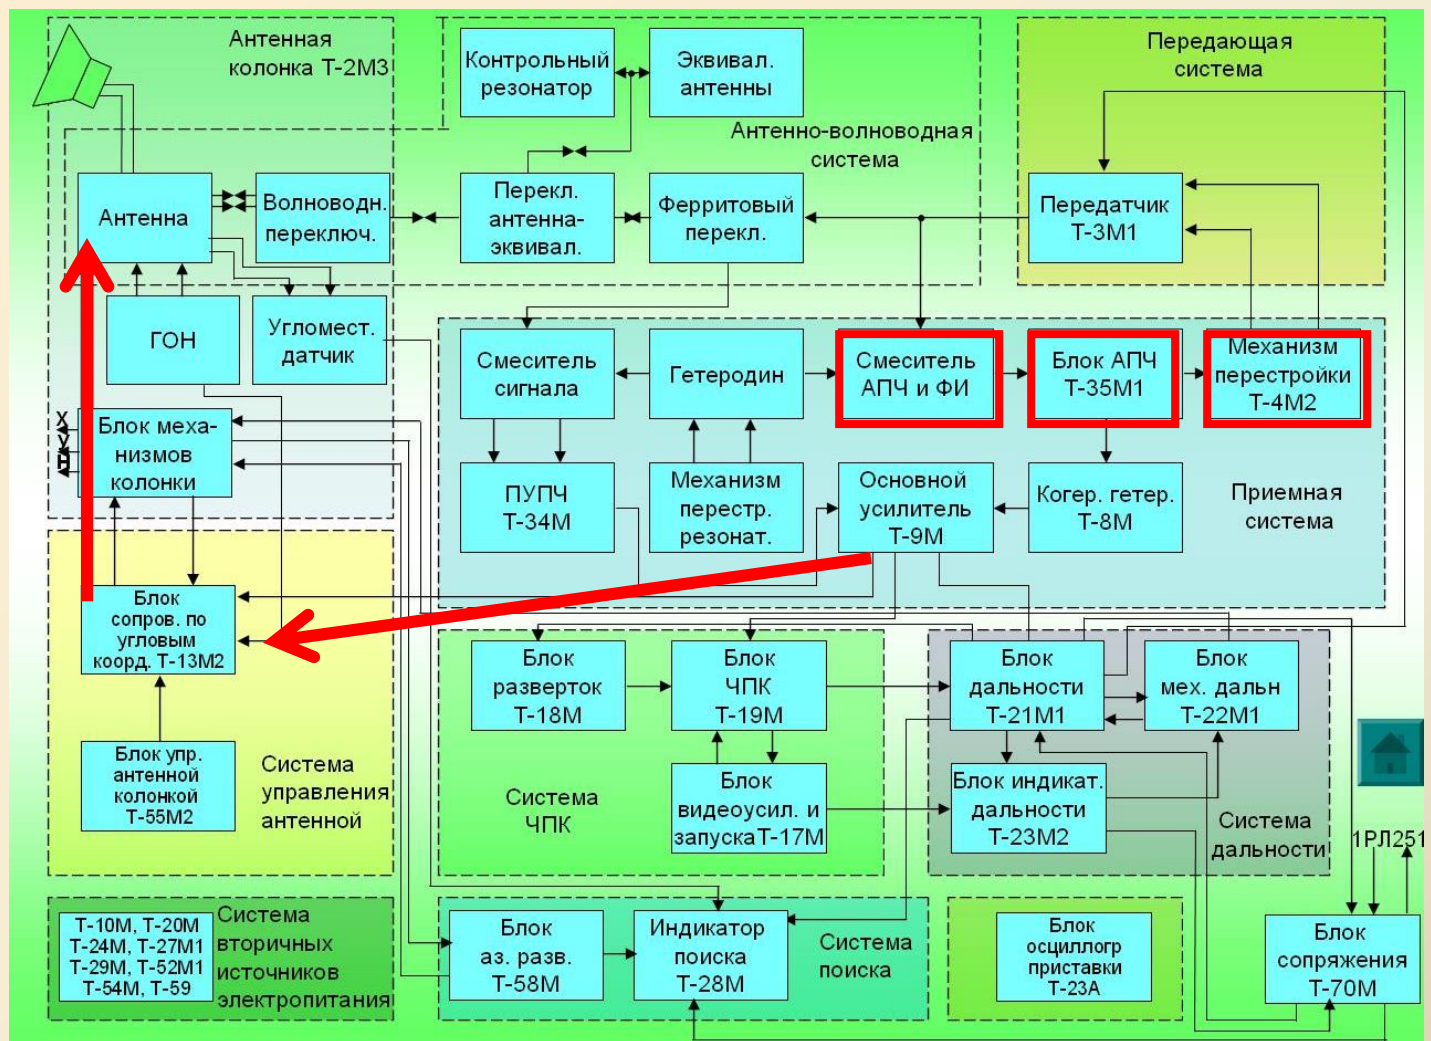 Антенная
колонка Т-2М3
Контрольный
резонатор
Эквивал.
антенны
Передающая
система
Антенно-волноводная
система
Антенна
Волноводн.
переключ.
Перекл.
антенна-
эквивал.
Ферритовый
перекл.
Передатчик
Т-3М1
ГОН
Угломест.
датчик
Смеситель
сигнала
Гетеродин
Смеситель
АПЧ и ФИ
Блок АПЧ
Т-35М1
Механизм
перестройки
Т-4М2
Х
У
Н
Блок меха-
низмов
колонки
ПУПЧ
Т-34М
Механизм
перестр.
резонат.
Основной
усилитель
Т-9М
Когер. гетер.
Т-8М
Приемная
система
Блок
сопров. по
угловым
коорд. Т-13М2
Блок
разверток
Т-18М
Блок
ЧПК
Т-19М
Блок
дальности
Т-21М1
Блок
мех. дальн
Т-22М1
Блок упр.
антенной
колонкой
Т-55М2
Система
управления
антенной
Система
ЧПК
Блок
видеоусил. и
запускаТ-17М
Блок индикат.
дальности
Т-23М2
Система
дальности
1РЛ251
Т-10М, Т-20М
Т-24М, Т-27М1
Т-29М, Т-52М1
Т-54М, Т-59
Система
вторичных
источников
электропитания
Блок
аз. разв.
Т-58М
Индикатор
поиска
Т-28М
Система
поиска
Блок
осциллогр
приставки
Т-23А
Блок
сопряжения
Т-70М